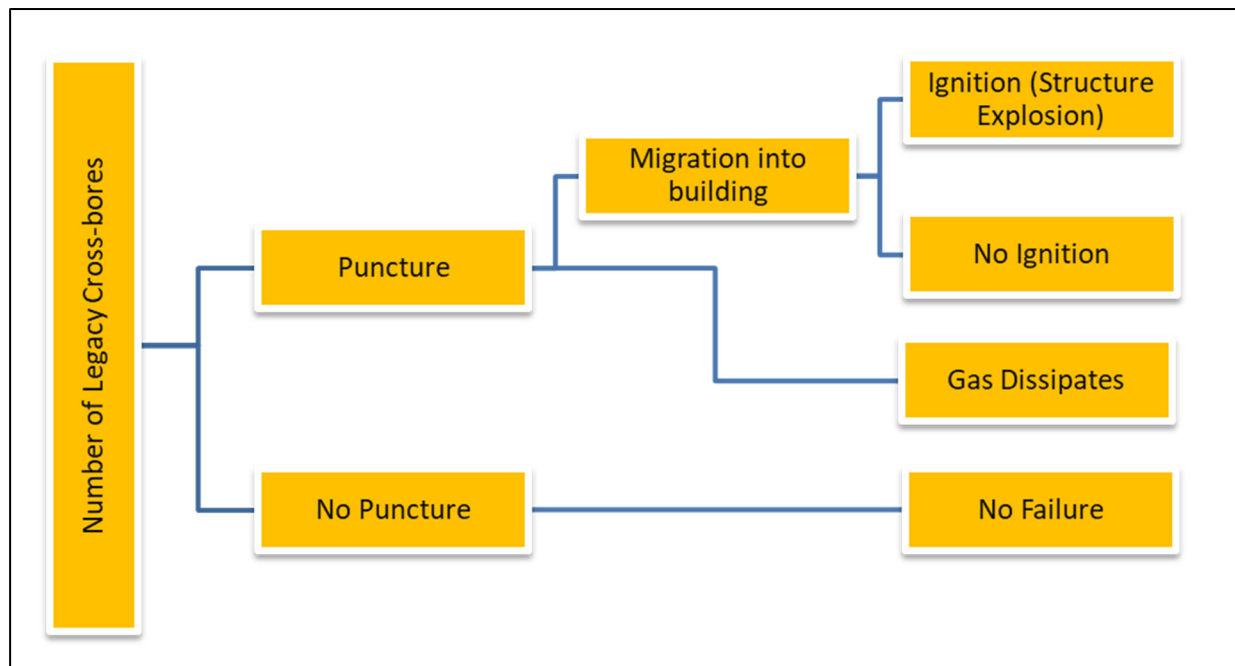 Number of Legacy Cross-bores
Puncture
No Puncture
Migration into
building
Ignition (Structure
Explosion)
No Ignition
Gas Dissipates
No Failure